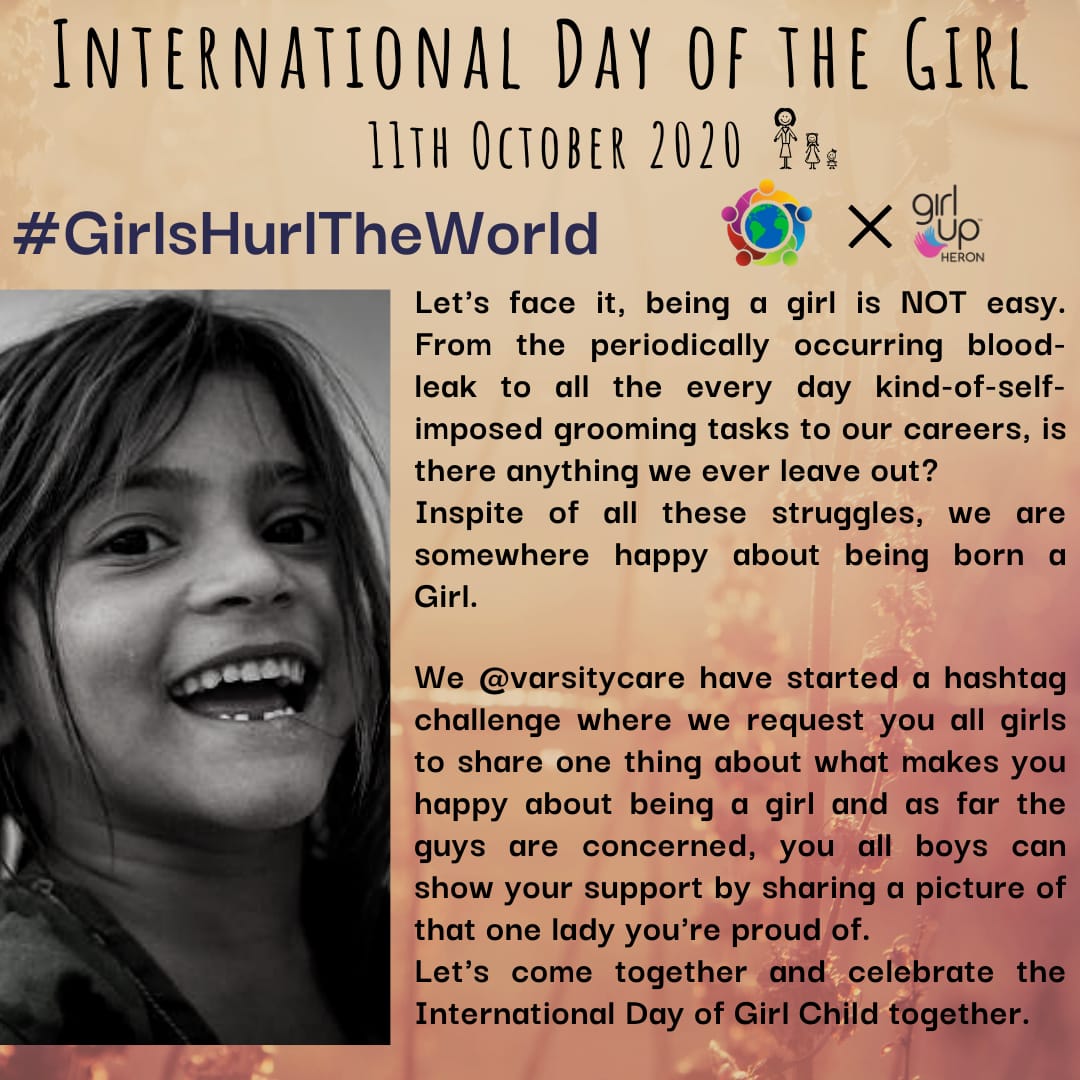 INTERNATIONAL DAY OF THE GIRL
11TH OCTOBER 2020
#GirlsHurlTheWorld
girl
up™
HERON
Let's face it, being a girl is NOT easy.
From the periodically occurring blood-
leak to all the every day kind-of-self-
imposed grooming tasks to our careers, is
there anything we ever leave out?
Inspite of all these struggles, we are
somewhere happy about being born a
Girl.
We @varsitycare have started a hashtag
challenge where we request you all girls
to share one thing about what makes you
happy about being a girl and as far the
guys are concerned, you all boys can
show your support by sharing a picture of
that one lady you're proud of.
Let's come together and celebrate the
International Day of Girl Child together.